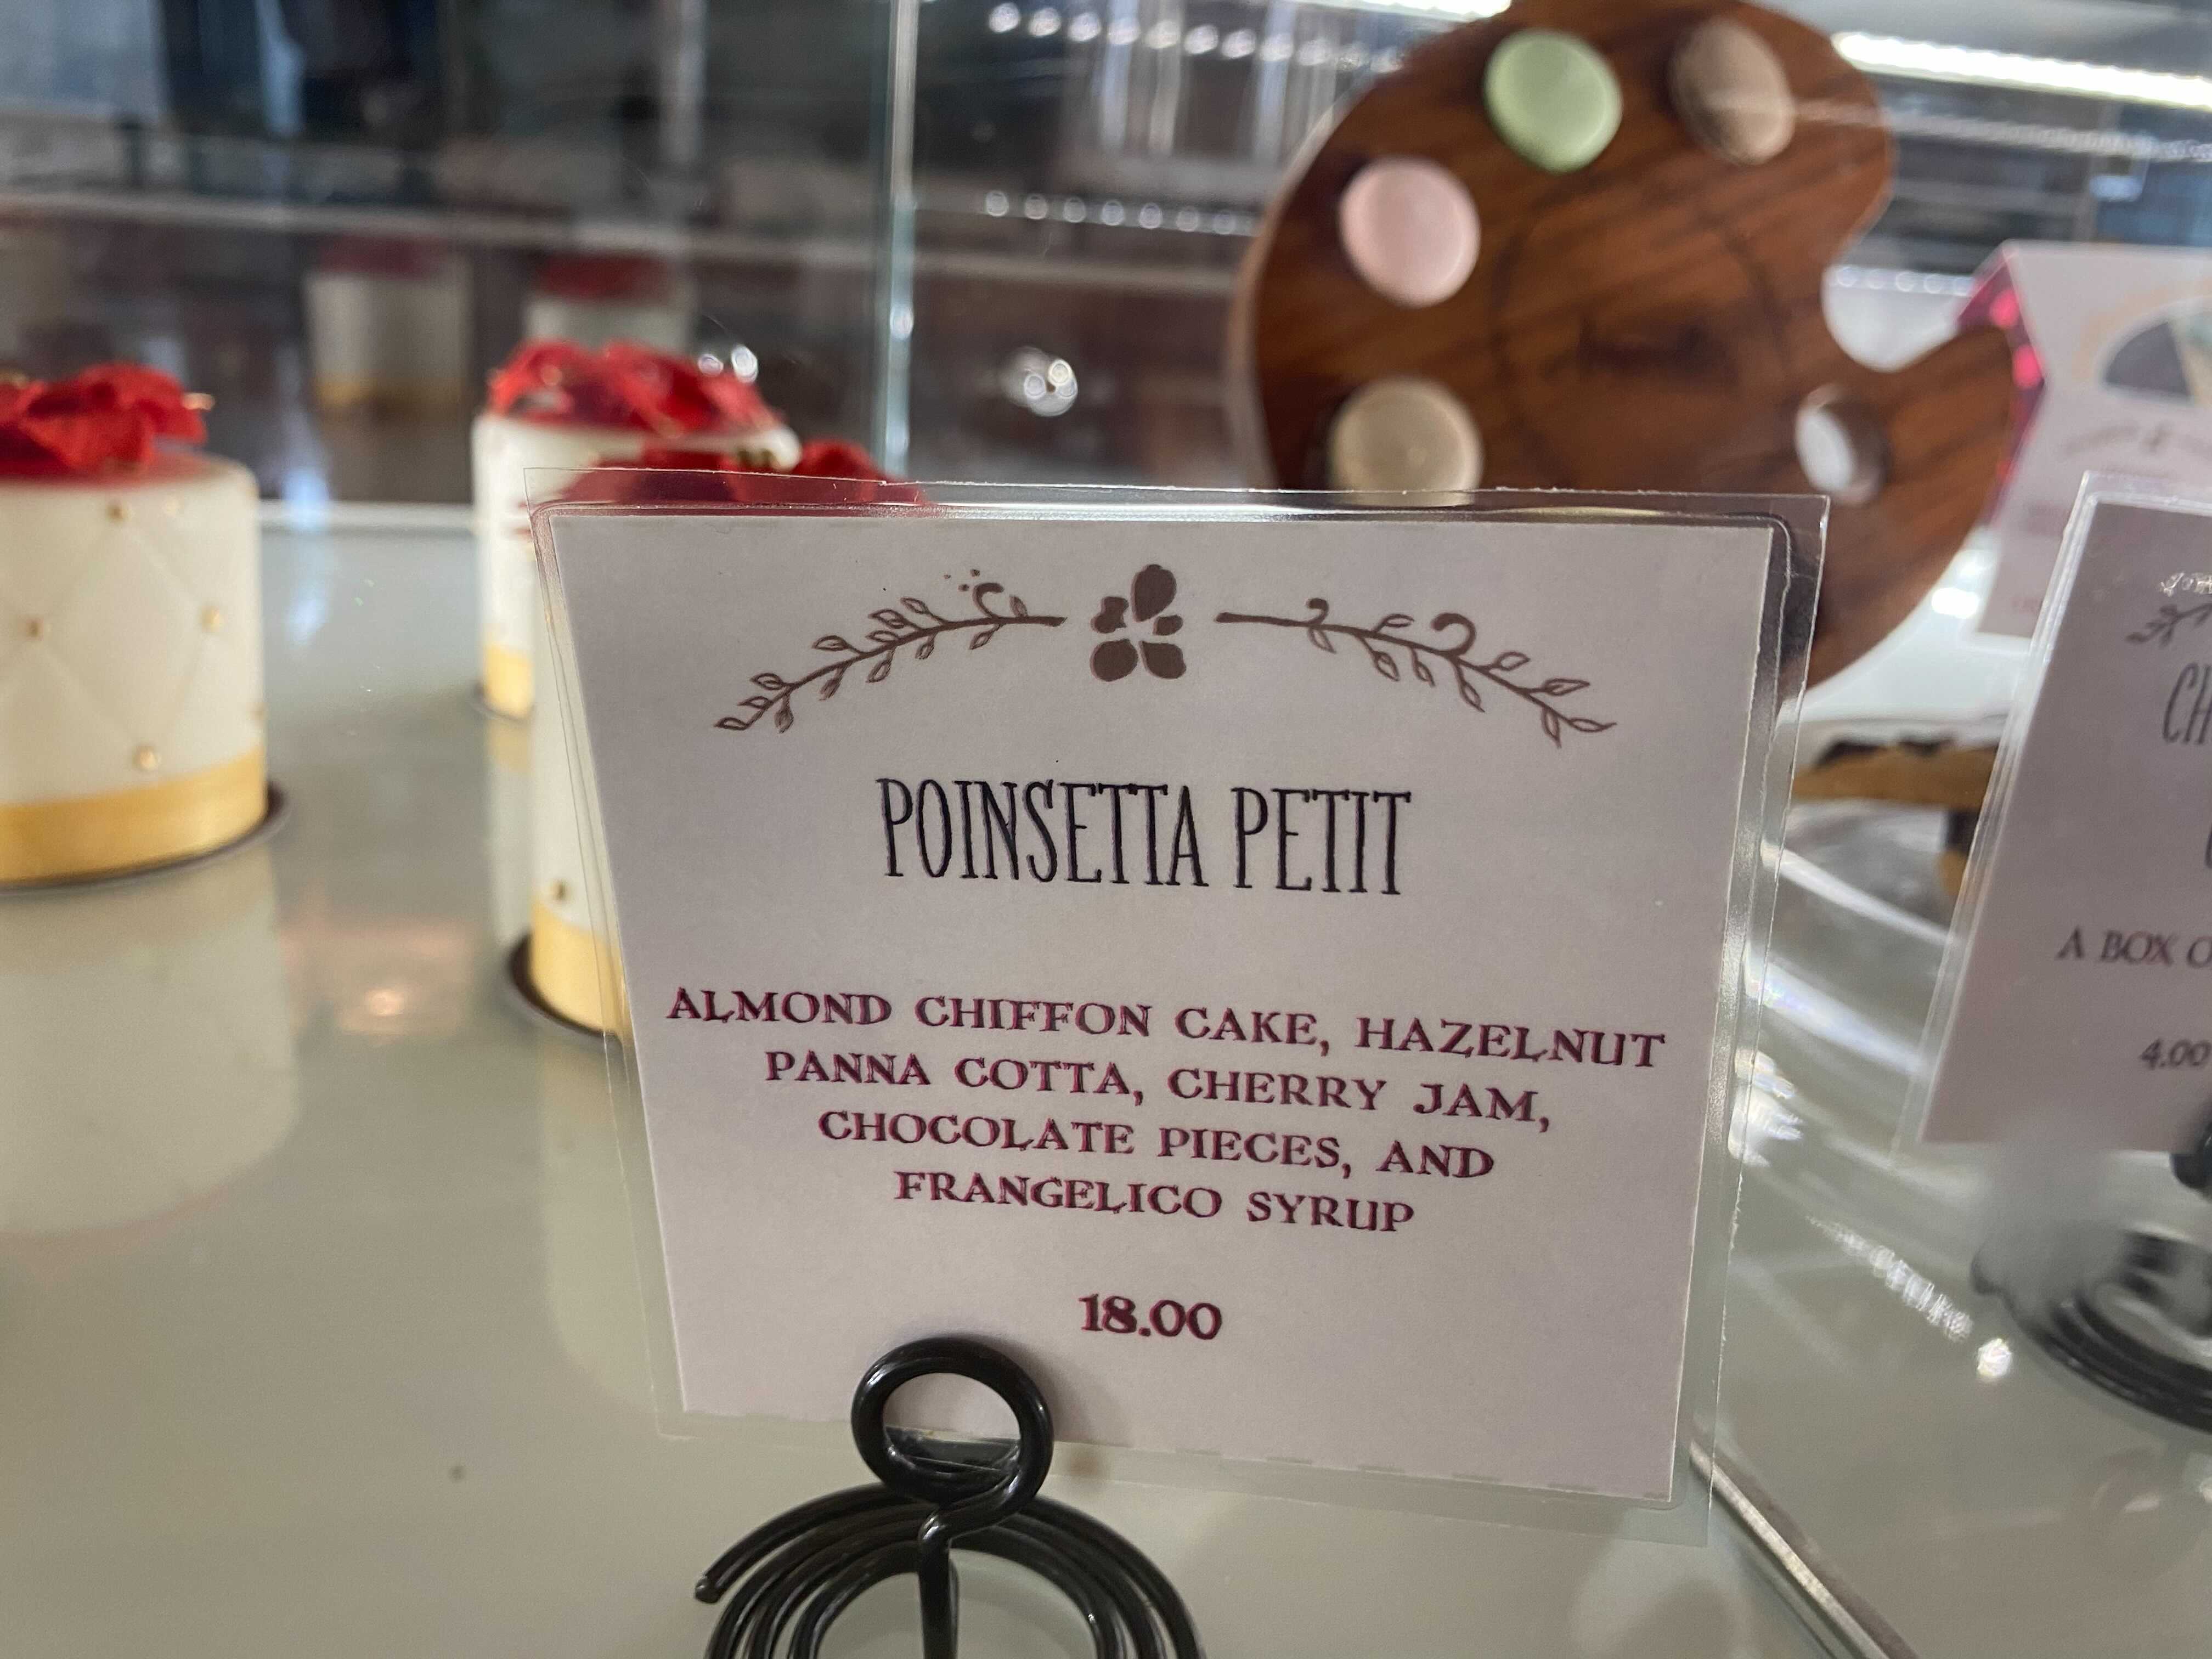 POINSETTA PETIT
ALMOND CHIFFON CAKE, HAZELNUT
PANNA COTTA, CHERRY JAM,
CHOCOLATE PIECES, AND
FRANGELICO SYRUP
18.00
A BOX
4.00